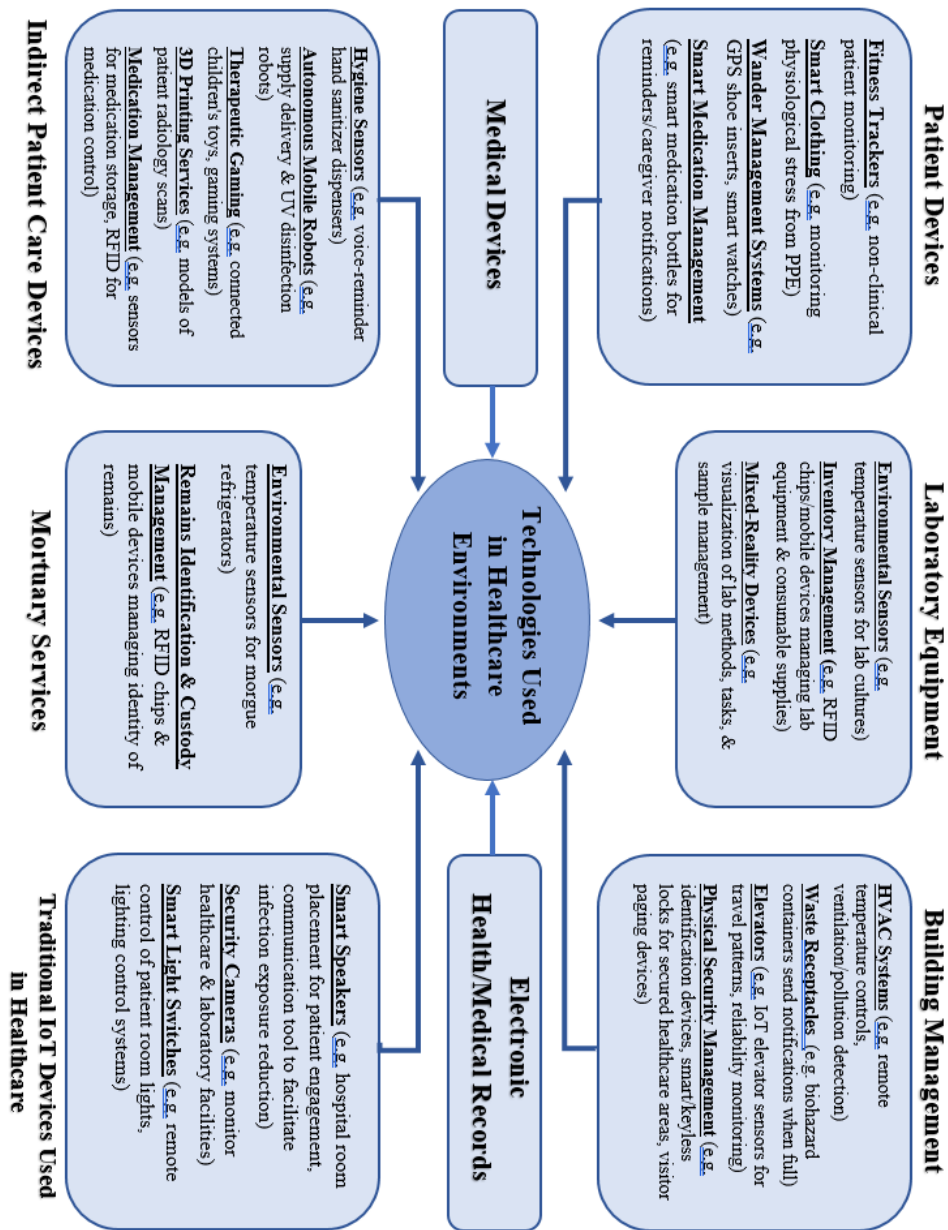 Patient Devices
Fitness Trackers (e.g. non-clinical
patient monitoring)
Smart Clothing (e.g. monitoring
physiological stress from PPE)
Wander Management Systems (e.g.
GPS shoe inserts, smart watches)
Smart Medication Management
(e.g. smart medication bottles for
reminders/caregiver notifications)
Laboratory Equipment
Environmental Sensors (e.g.
temperature sensors for lab cultures)
Inventory Management (e.g. RFID
chips/mobile devices managing lab
equipment & consumable supplies)
Mixed-Reality Devices (e.g.
visualization of lab methods, tasks, &
sample management)
Building Management
HVAC Systems (e.g. remote
temperature controls,
ventilation/pollution detection)
Waste Receptacles (e.g. biohazard
containers send notifications when full)
Elevators (e.g. IoT elevator sensors for
travel patterns, reliability monitoring)
Physical Security Management (e.g.
identification devices, smart/keyless
locks for secured healthcare areas, visitor
paging devices)
Medical Devices
Technologies Used
in Healthcare
Environments
Electronic
Health/Medical Records
Hygiene Sensors (e.g. voice-reminder
hand sanitizer dispensers)
Autonomous Mobile Robots (e.g.
supply delivery & UV disinfection
robots)
Therapeutic Gaming (e.g. connected
children's toys, gaming systems)
3D Printing Services (e.g. models of
patient radiology scans)
Medication Management (e.g. sensors
for medication storage, RFID for
medication control)
Indirect Patient Care Devices
Environmental Sensors (e.g.
temperature sensors for morgue
refrigerators)
Remains Identification & Custody
Management (e.g. RFID chips &
mobile devices managing identity of
remains)
Mortuary Services
Smart Speakers (e.g. hospital room
placement for patient engagement,
communication tool to facilitate
infection exposure reduction)
Security Cameras (e.g. monitor
healthcare & laboratory facilities)
Smart Light Switches (e.g. remote
control of patient room lights,
lighting control systems)
Traditional IoT Devices Used
in Healthcare